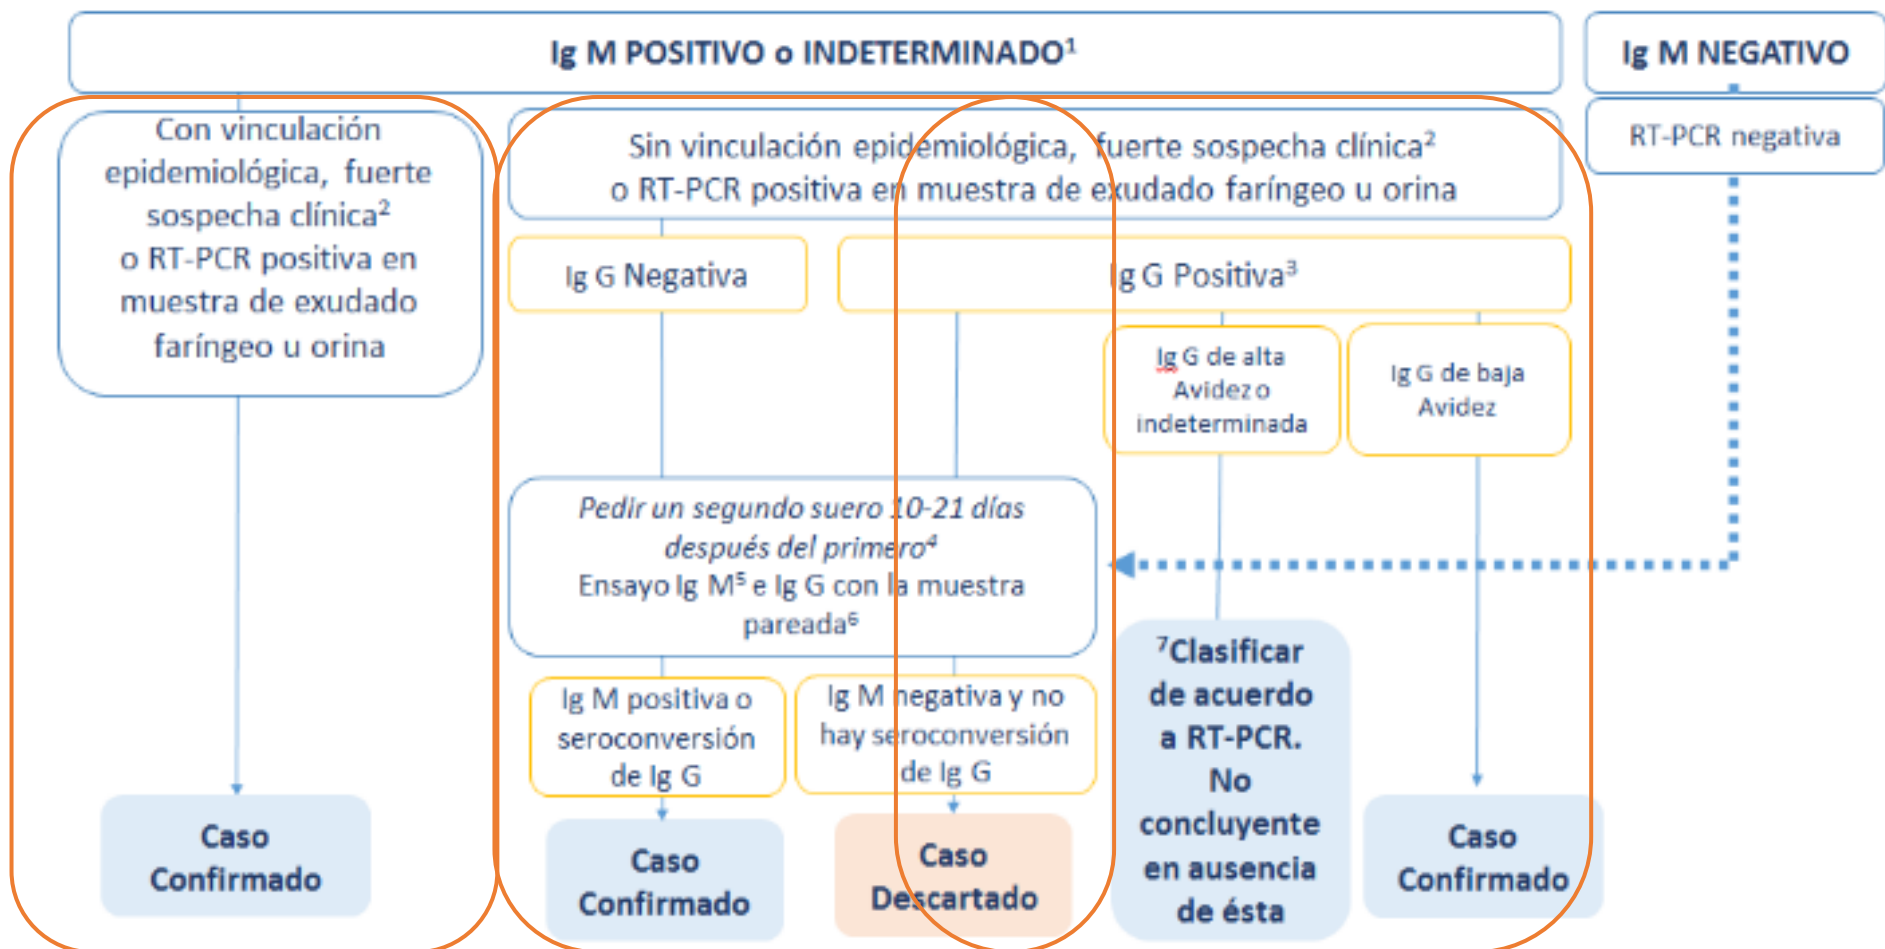 Ig M POSITIVO o INDETERMINADO¹
Ig M NEGATIVO
Con vinculación
epidemiológica, fuerte
sospecha clínica²
o RT-PCR positiva en
muestra de exudado
faríngeo u orina
Sin vinculación epidemiológica, fuerte sospecha clínica²
o RT-PCR positiva en muestra de exudado faríngeo u orina
RT-PCR negativa
Ig G Negativa
Ig G Positiva³
Ig G de alta
Avidez o
indeterminada
Ig G de baja
Avidez
Pedir un segundo suero 10-21 días
después del primero⁴
Ensayo Ig M⁵ e Ig G con la muestra
pareada⁶
Ig M positiva o
seroconversión
de Ig G
Ig M negativa y no
hay seroconversión
de Ig G
⁷Clasificar
de acuerdo
a RT-PCR.
No
concluyente
en ausencia
de ésta
Caso
Confirmado
Caso
Confirmado
Caso
Descartado
Caso
Confirmado